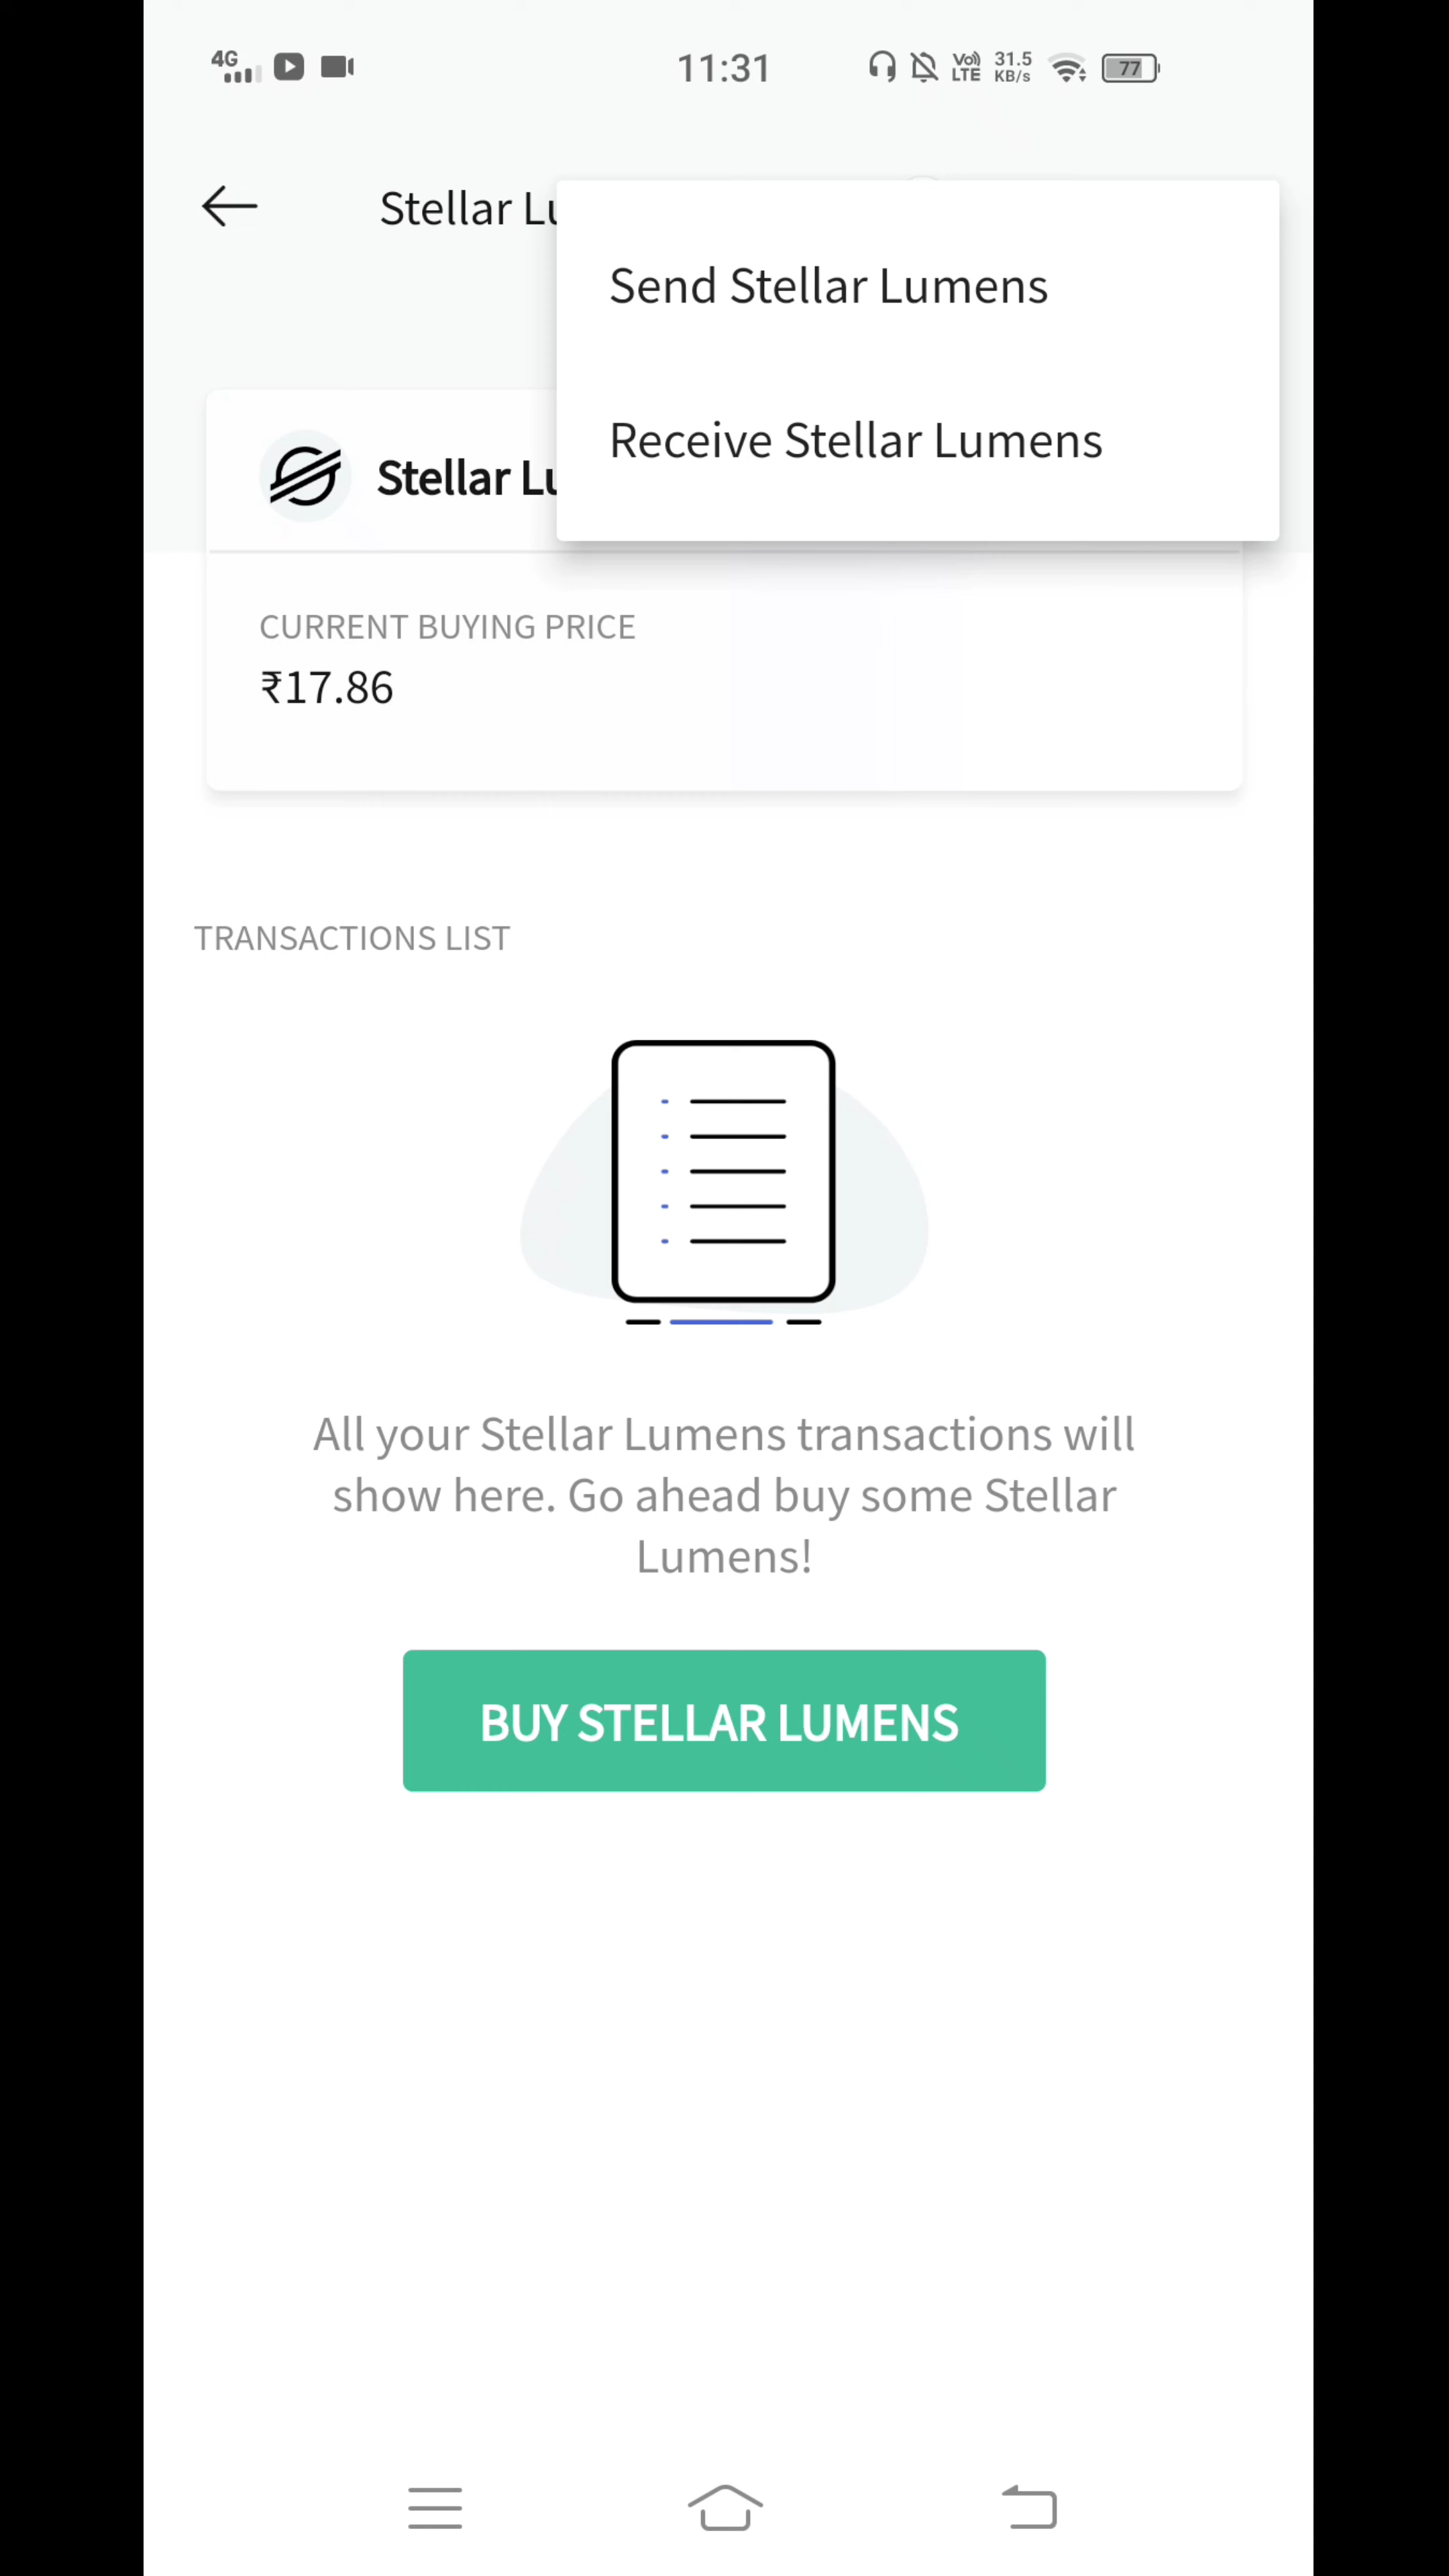 4G
11:31
Vo) LTE
31.5 KB/s
77
Stellar Lu
Send Stellar Lumens
Receive Stellar Lumens
Stellar Lu
CURRENT BUYING PRICE
₹17.86
TRANSACTIONS LIST
All your Stellar Lumens transactions will
show here. Go ahead buy some Stellar
Lumens!
BUY STELLAR LUMENS